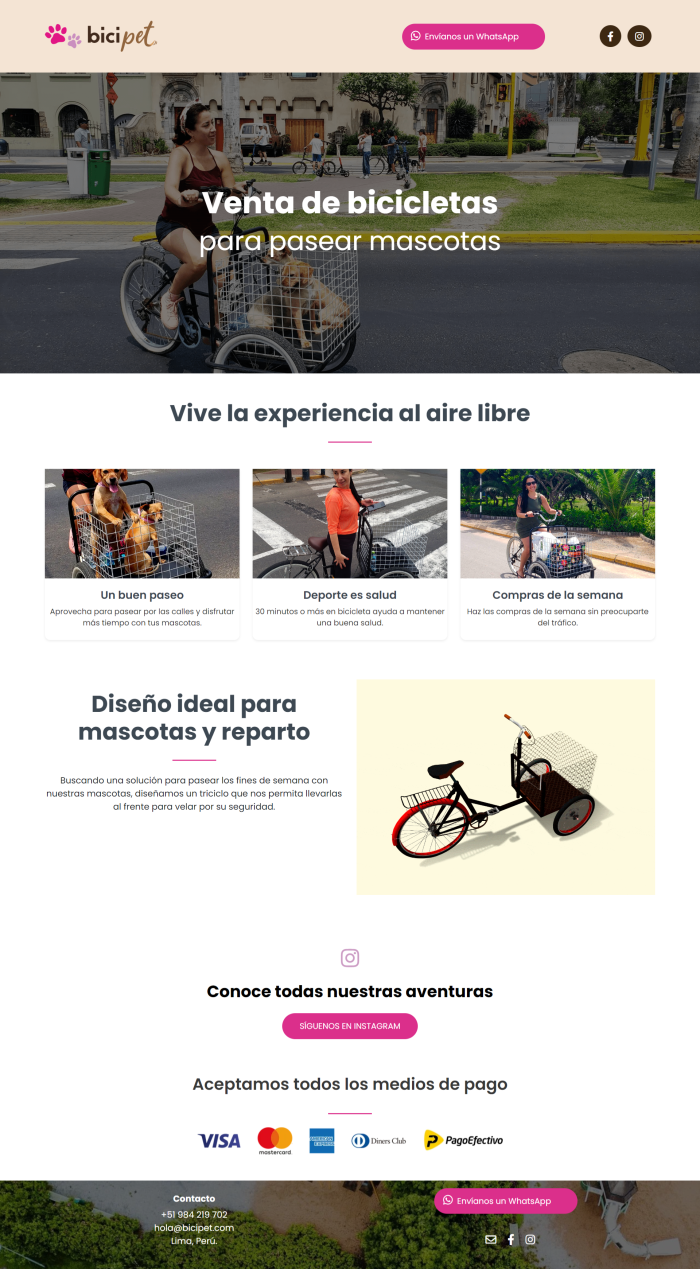 bicipet
Envíanos un WhatsApp
Venta de bicicletas
para pasear mascotas
Vive la experiencia al aire libre
Un buen paseo
Aprovecha para pasear por las calles y disfrutar
más tiempo con tus mascotas.
Deporte es salud
30 minutos o más en bicicleta ayuda a mantener
una buena salud.
Compras de la semana
Haz las compras de la semana sin preocuparte
del tráfico.
Diseño ideal para
mascotas y reparto
Buscando una solución para pasear los fines de semana con
nuestras mascotas, diseñamos un triciclo que nos permita llevarlas
al frente para velar por su seguridad.
Conoce todas nuestras aventuras
SÍGUENOS EN INSTAGRAM
Aceptamos todos los medios de pago
VISA
mastercard
AMERICAN EXPRESS
Diners Club
PagoEfectivo
Contacto
+51 984 219 702
hola@bicipet.com
Lima, Perú.
Envíanos un WhatsApp